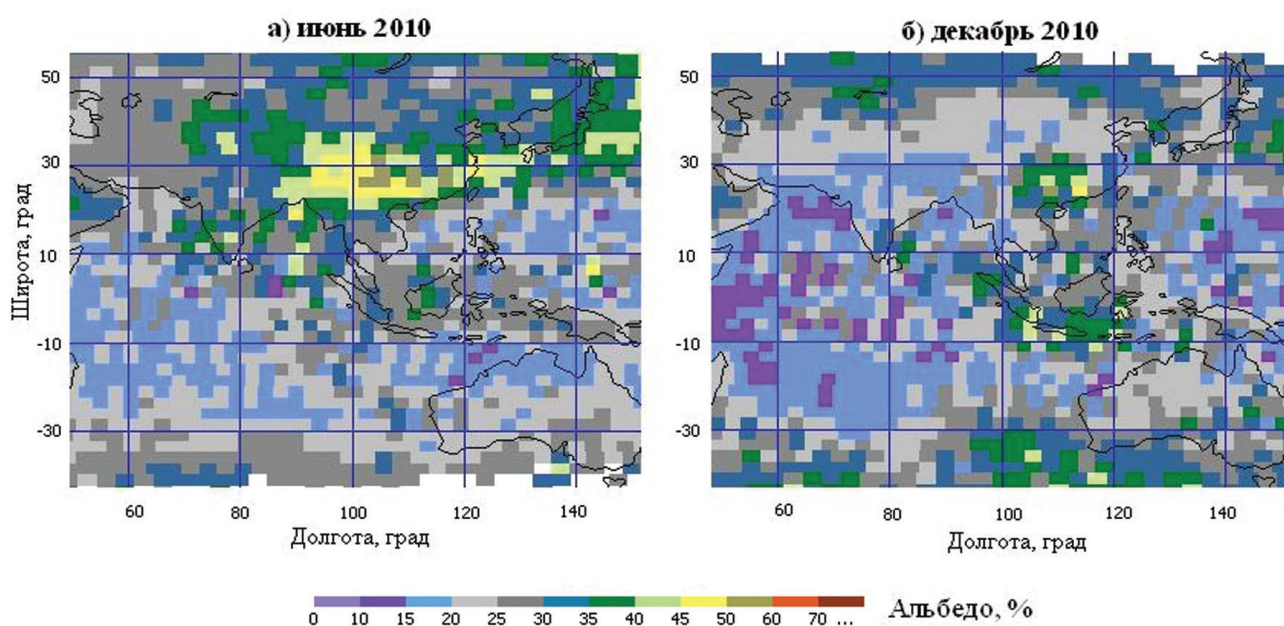 а) июнь 2010
б) декабрь 2010
50
30
10
-10
-30
Широта, град
60 80 100 120 140
Долгота, град
50
30
10
-10
-30
60 80 100 120 140
Долгота, град
0 10 15 20 25 30 35 40 45 50 60 70 ...
Альбедо, %